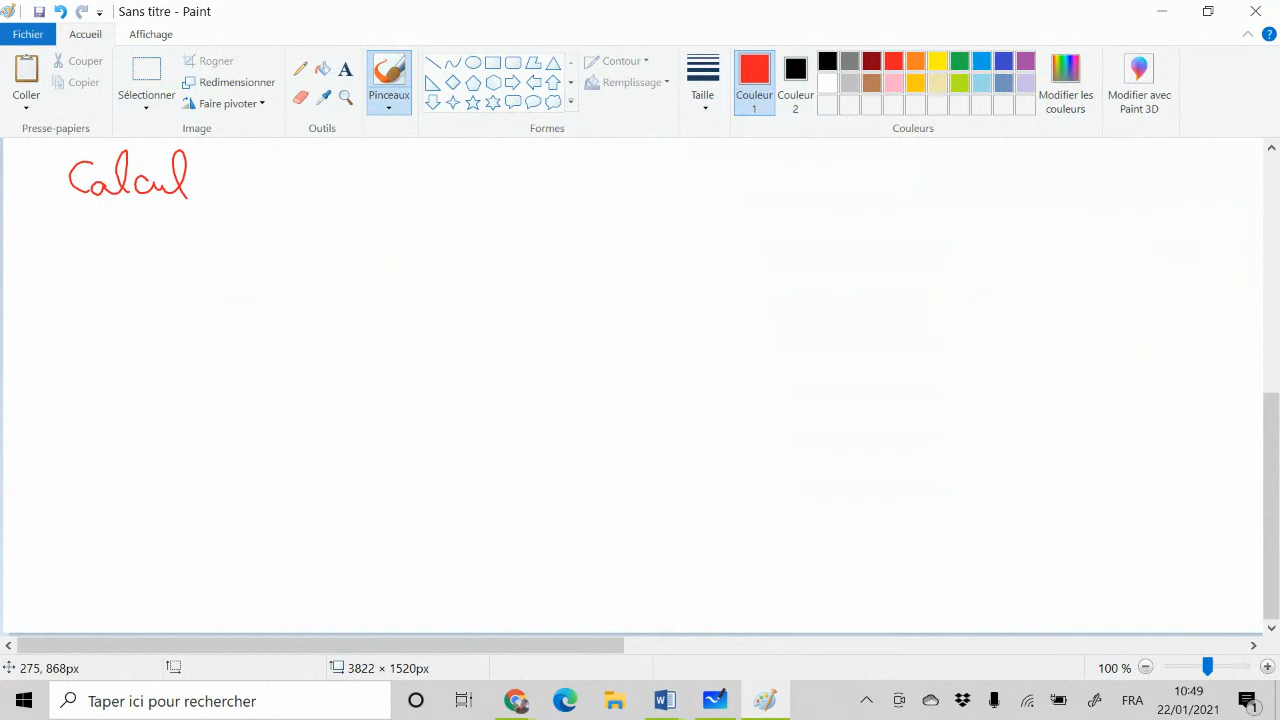 Sans titre - Paint
Fichier Accueil Affichage
Coller Couper Copier Presse-papiers
Sélectionner Rogner Redimensionner Faire pivoter Image
Outils
Pinceaux
Contour Remplissage Formes
Taille
Couleur 1 Couleur 2 Modifier les couleurs Modifier avec Paint 3D Couleurs
Calcul
275, 868px 3822 × 1520px 100 %
Taper ici pour rechercher FRA 10:49 22/01/2021 1